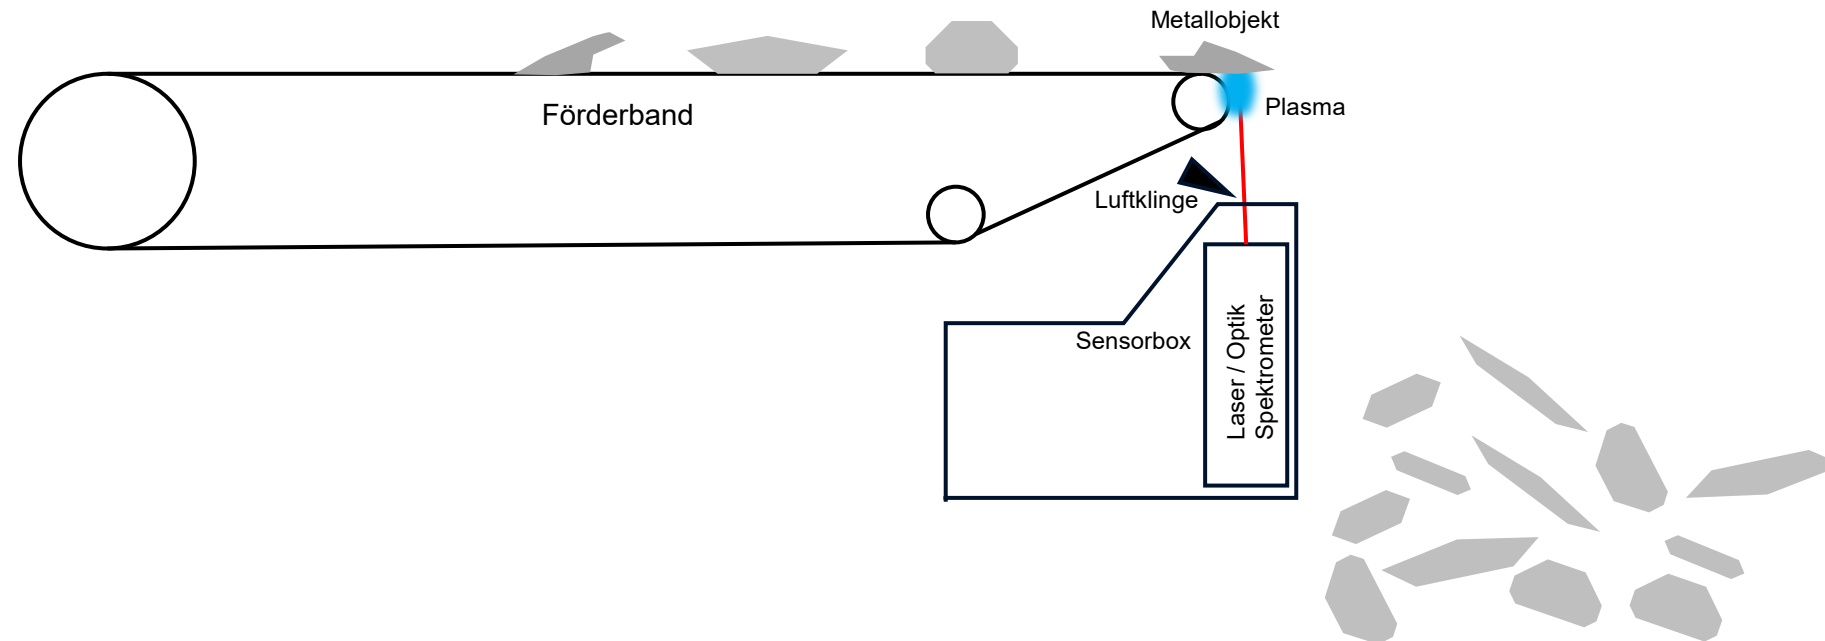 Metallobjekt
Förderband
Plasma
Luftklinge
Sensorbox
Laser / Optik
Spektrometer